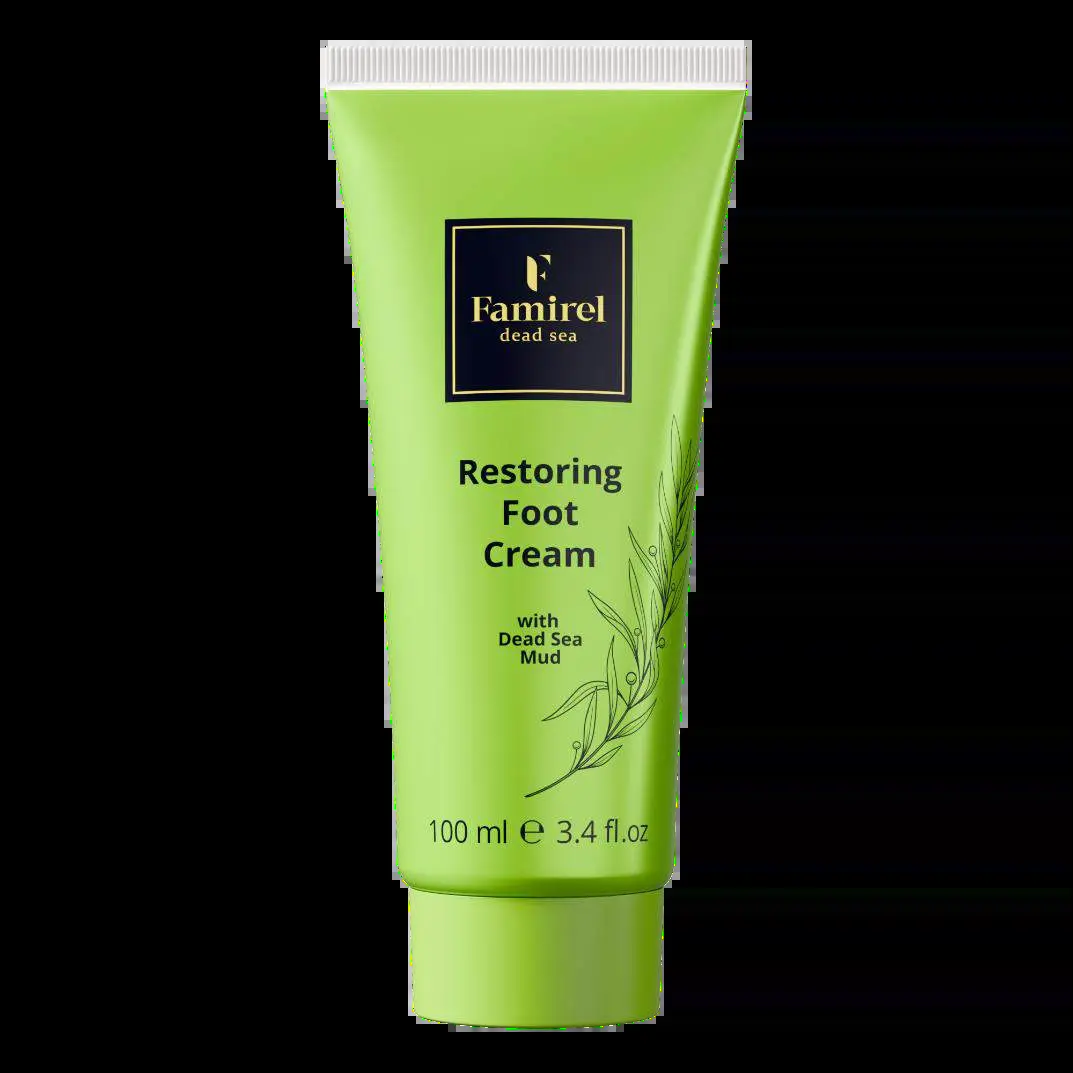 F
Famirel
dead sea
Restoring
Foot
Cream
with
Dead Sea
Mud
100 ml ℮ 3.4 fl.oz